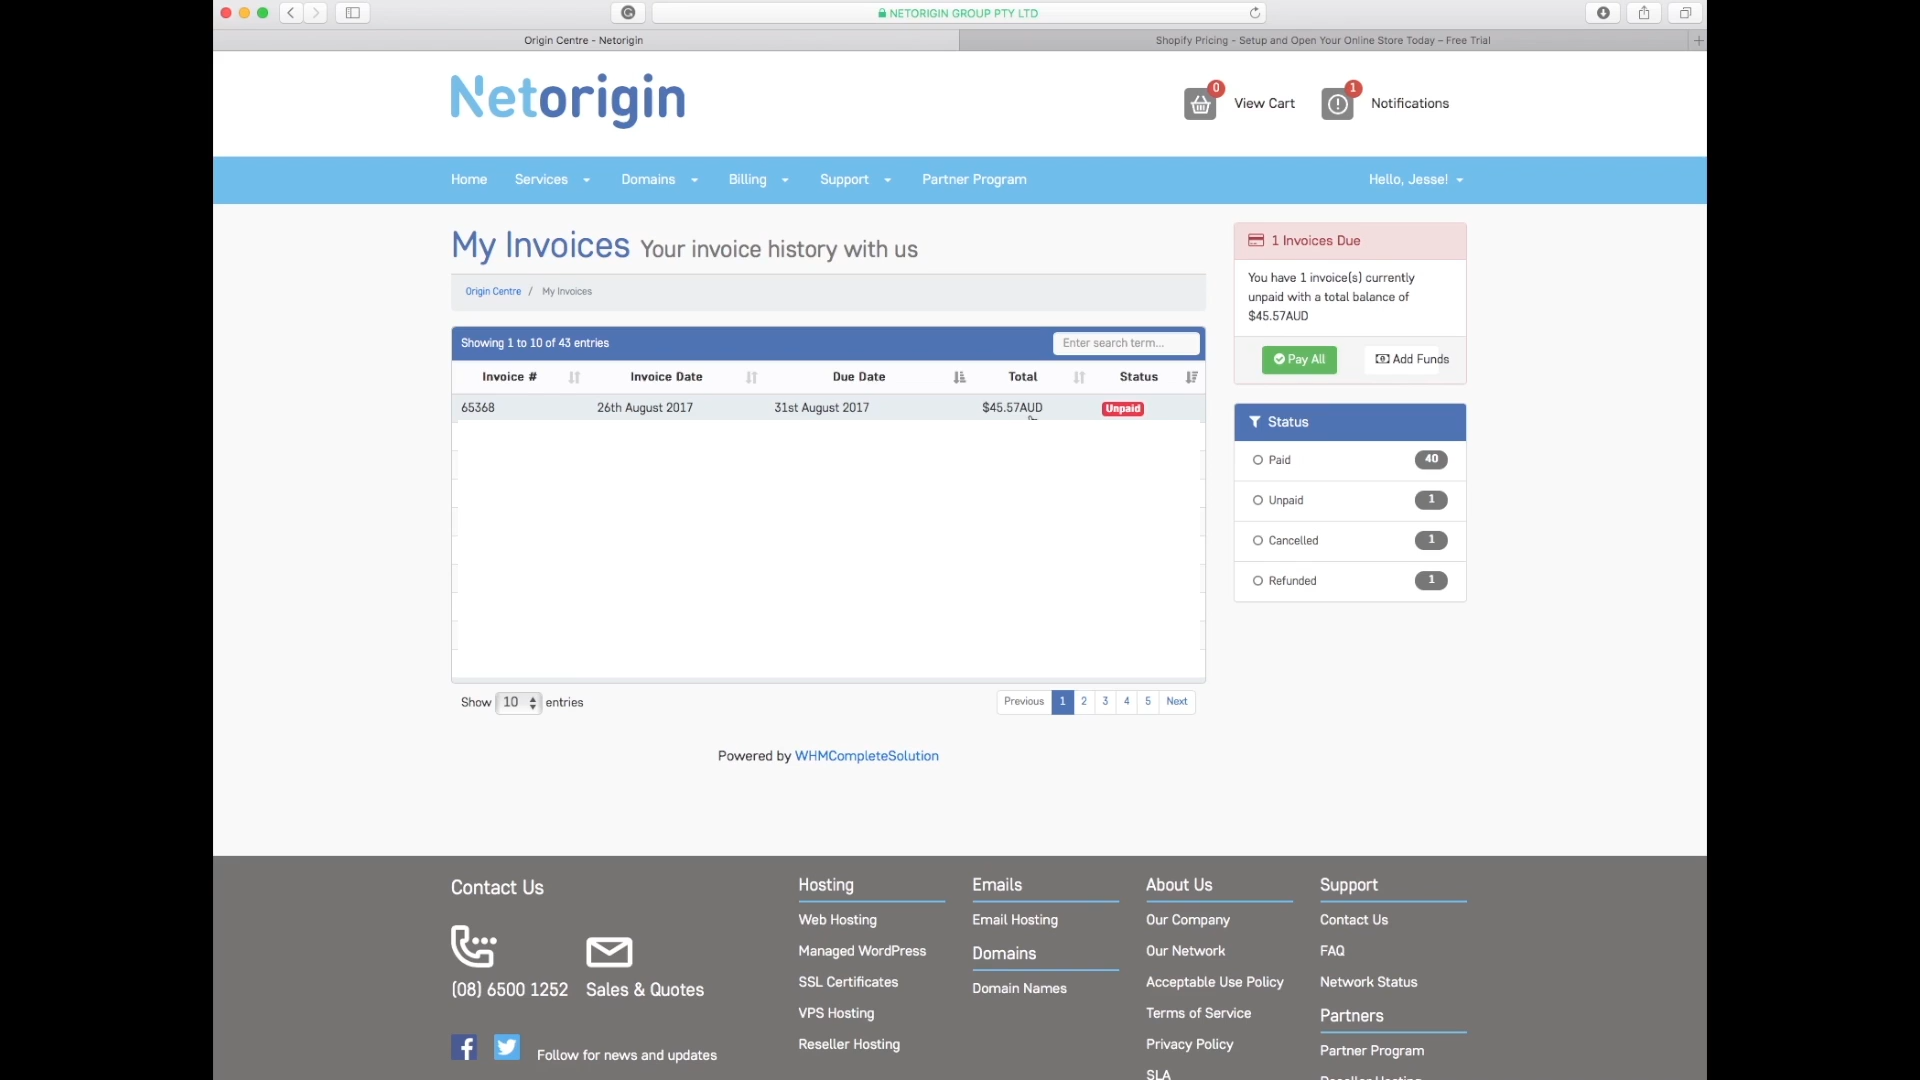 NETORIGIN GROUP PTY LTD
Origin Centre - Netorigin
Shopify Pricing - Setup and Open Your Online Store Today – Free Trial
Netorigin
0
View Cart
1
Notifications
Home Services Domains Billing Support Partner Program Hello, Jesse!
My Invoices Your invoice history with us
Origin Centre / My Invoices
Showing 1 to 10 of 43 entries
Enter search term...
Invoice # Invoice Date Due Date Total Status
65368 26th August 2017 31st August 2017 $45.57AUD Unpaid
Show 10 entries
Previous 1 2 3 4 5 Next
Powered by WHMCompleteSolution
1 Invoices Due
You have 1 invoice(s) currently
unpaid with a total balance of
$45.57AUD
Pay All Add Funds
Status
Paid 40
Unpaid 1
Cancelled 1
Refunded 1
Contact Us
(08) 6500 1252 Sales & Quotes
Follow for news and updates
Hosting
Web Hosting
Managed WordPress
SSL Certificates
VPS Hosting
Reseller Hosting
Emails
Email Hosting
Domains
Domain Names
About Us
Our Company
Our Network
Acceptable Use Policy
Terms of Service
Privacy Policy
SLA
Support
Contact Us
FAQ
Network Status
Partners
Partner Program
Reseller Hosting